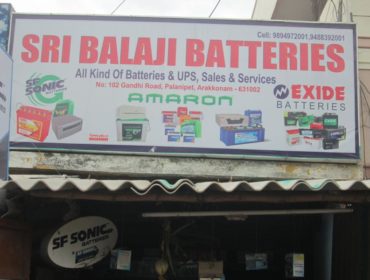 Cell: 9894972001,9488392001
SRI BALAJI BATTERIES
All Kind Of Batteries & UPS, Sales & Services
No: 102 Gandhi Road, Palanipet, Arakkonam - 631002
SF SONIC
AMARON
EXIDE
BATTERIES
SF SONIC
BATTERIES